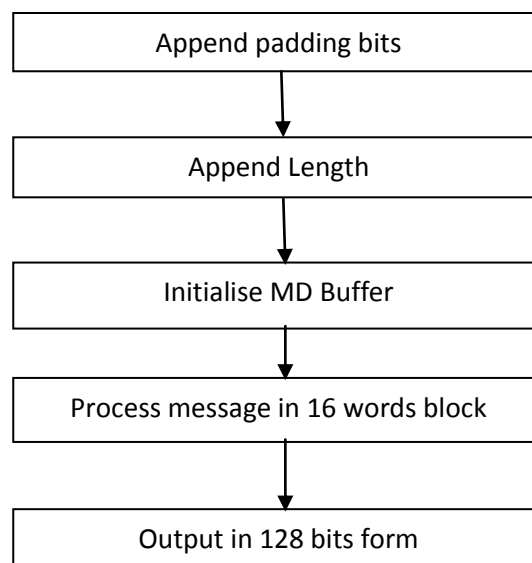 Append padding bits
Append Length
Initialise MD Buffer
Process message in 16 words block
Output in 128 bits form